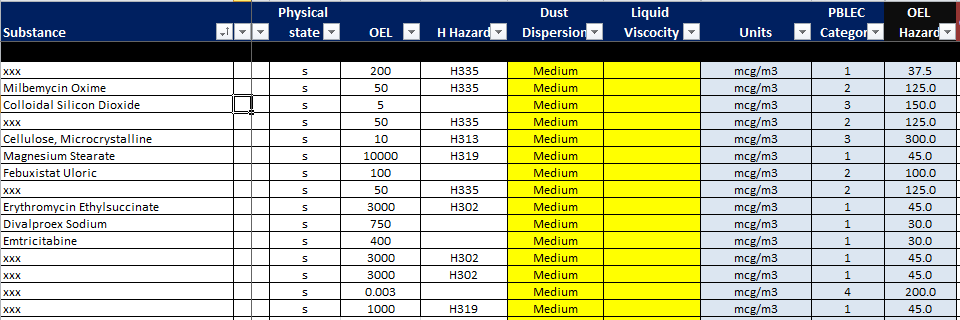 Substance Physical state OEL H Hazard Dust Dispersion Liquid Viscocity Units PBLEC Categor OEL Hazard
xxx s 200 H335 Medium mcg/m3 1 37.5
Milbemycin Oxime s 50 H335 Medium mcg/m3 2 125.0
Colloidal Silicon Dioxide s 5 Medium mcg/m3 3 150.0
xxx s 50 H335 Medium mcg/m3 2 125.0
Cellulose, Microcrystalline s 10 H313 Medium mcg/m3 3 300.0
Magnesium Stearate s 10000 H319 Medium mcg/m3 1 45.0
Febuxistat Uloric s 100 Medium mcg/m3 2 100.0
xxx s 50 H335 Medium mcg/m3 2 125.0
Erythromycin Ethylsuccinate s 3000 H302 Medium mcg/m3 1 45.0
Divalproex Sodium s 750 Medium mcg/m3 1 30.0
Emtricitabine s 400 Medium mcg/m3 1 30.0
xxx s 3000 H302 Medium mcg/m3 1 45.0
xxx s 3000 H302 Medium mcg/m3 1 45.0
xxx s 0.003 Medium mcg/m3 4 200.0
xxx s 1000 H319 Medium mcg/m3 1 45.0